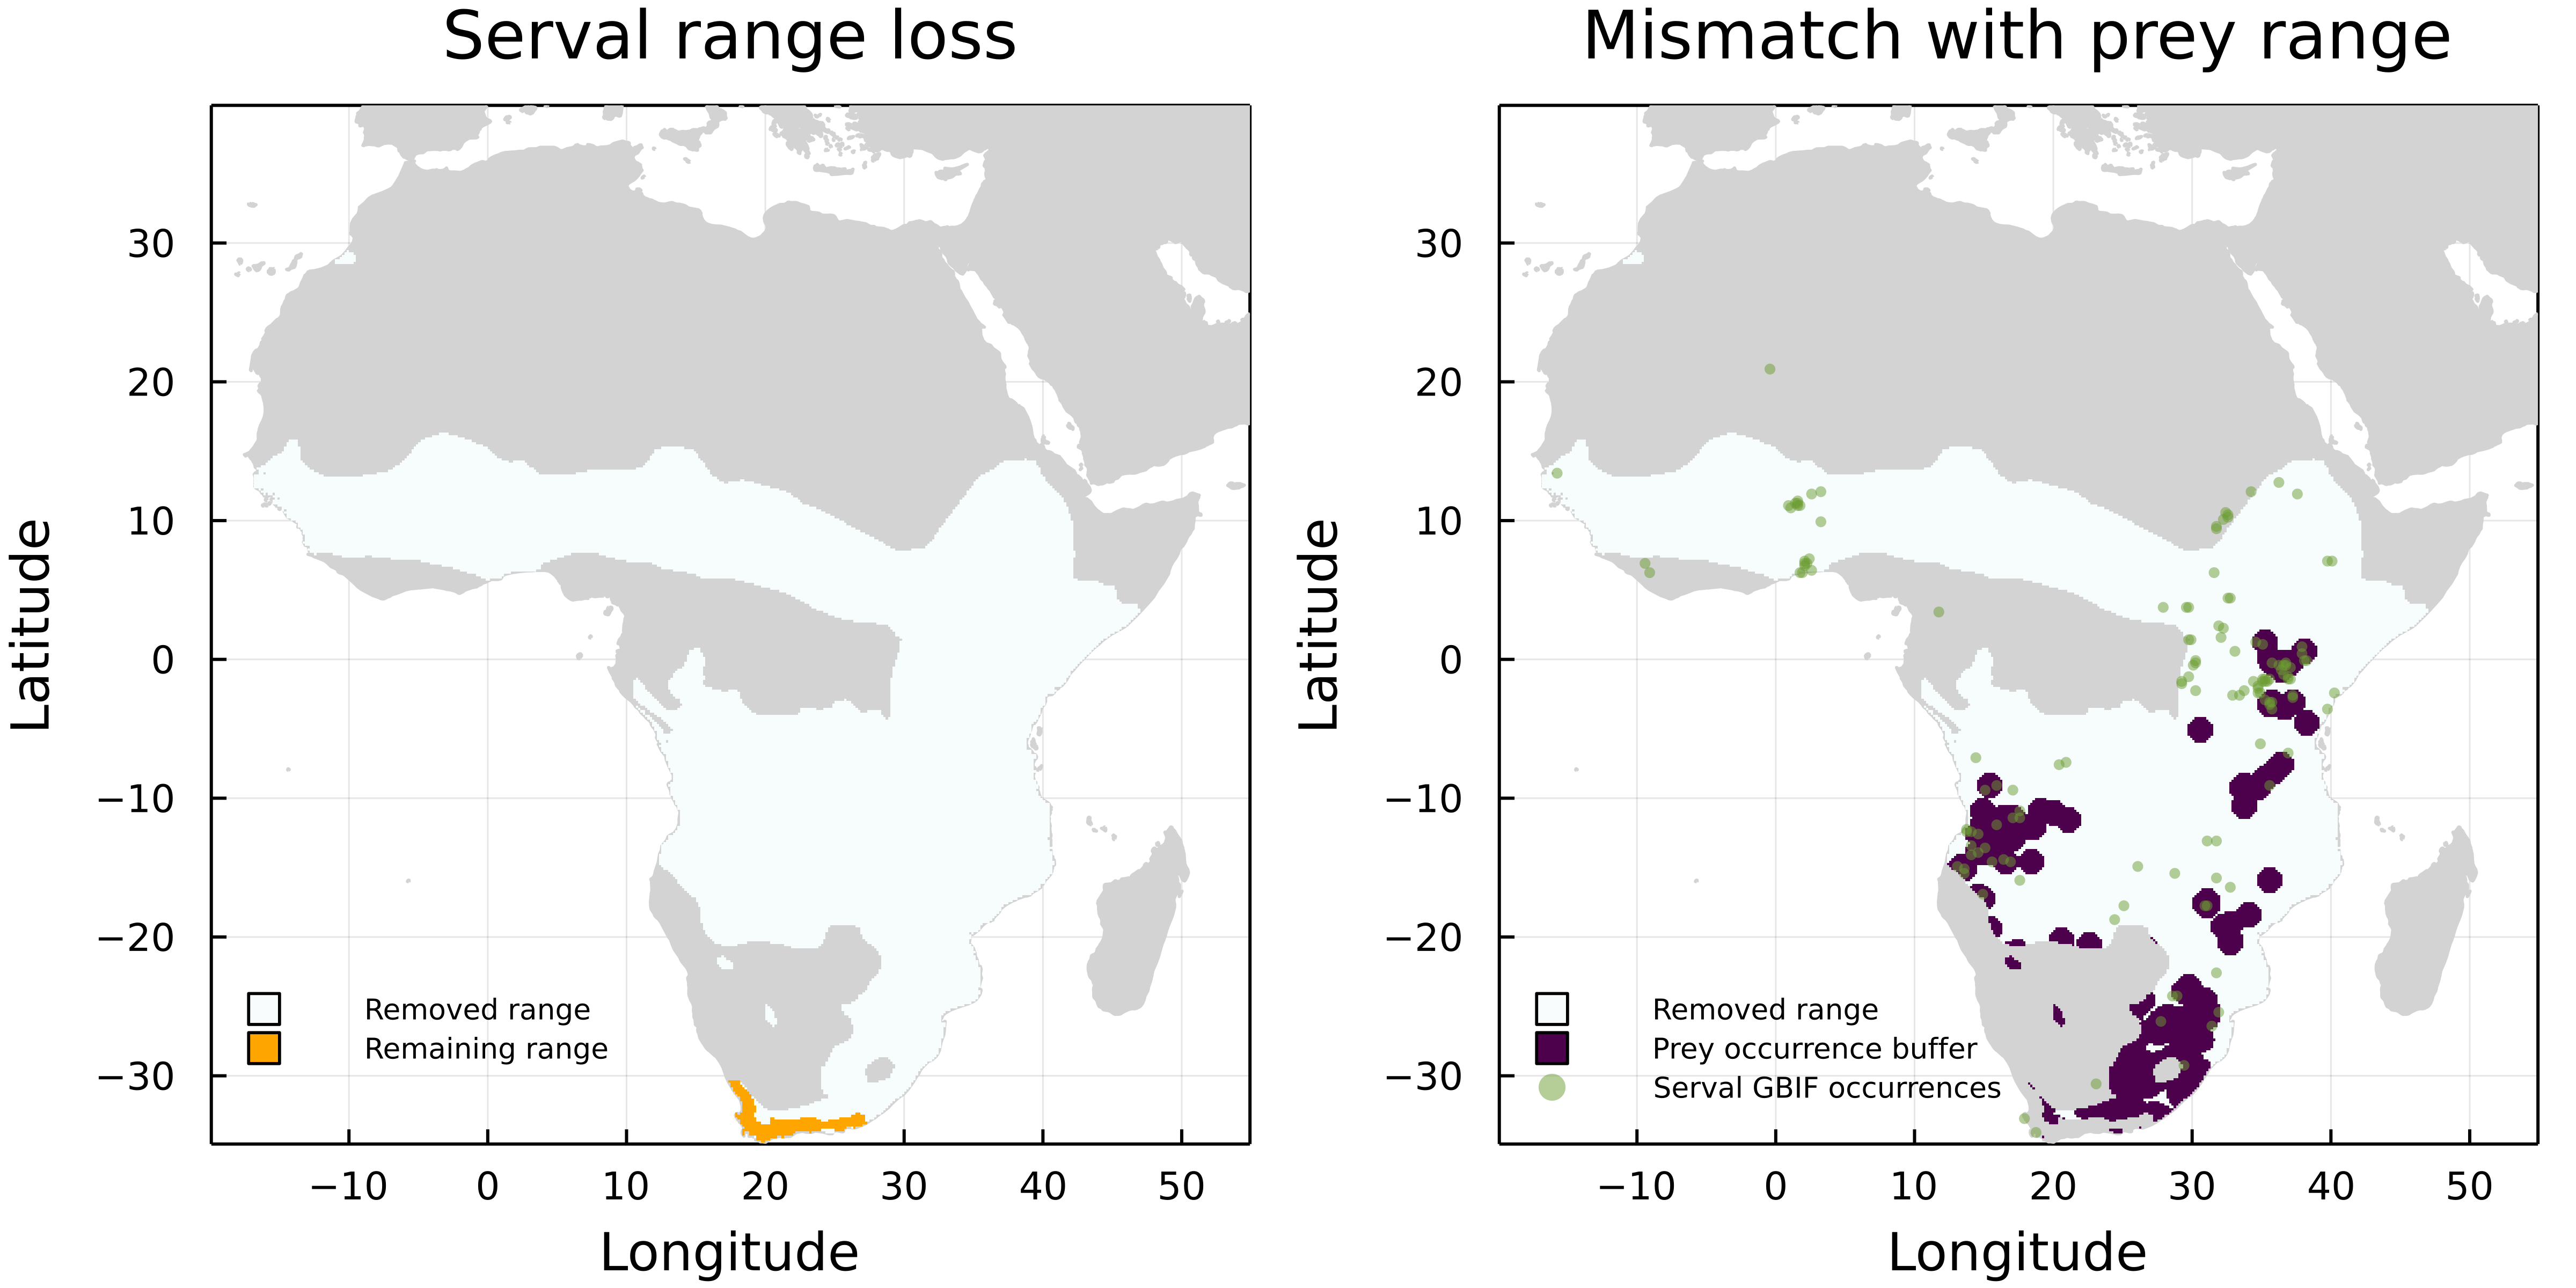 Serval range loss
Latitude
30
20
10
0
−10
−20
−30
Removed range
Remaining range
−10 0 10 20 30 40 50
Longitude
Mismatch with prey range
Latitude
30
20
10
0
−10
−20
−30
Removed range
Prey occurrence buffer
Serval GBIF occurrences
−10 0 10 20 30 40 50
Longitude